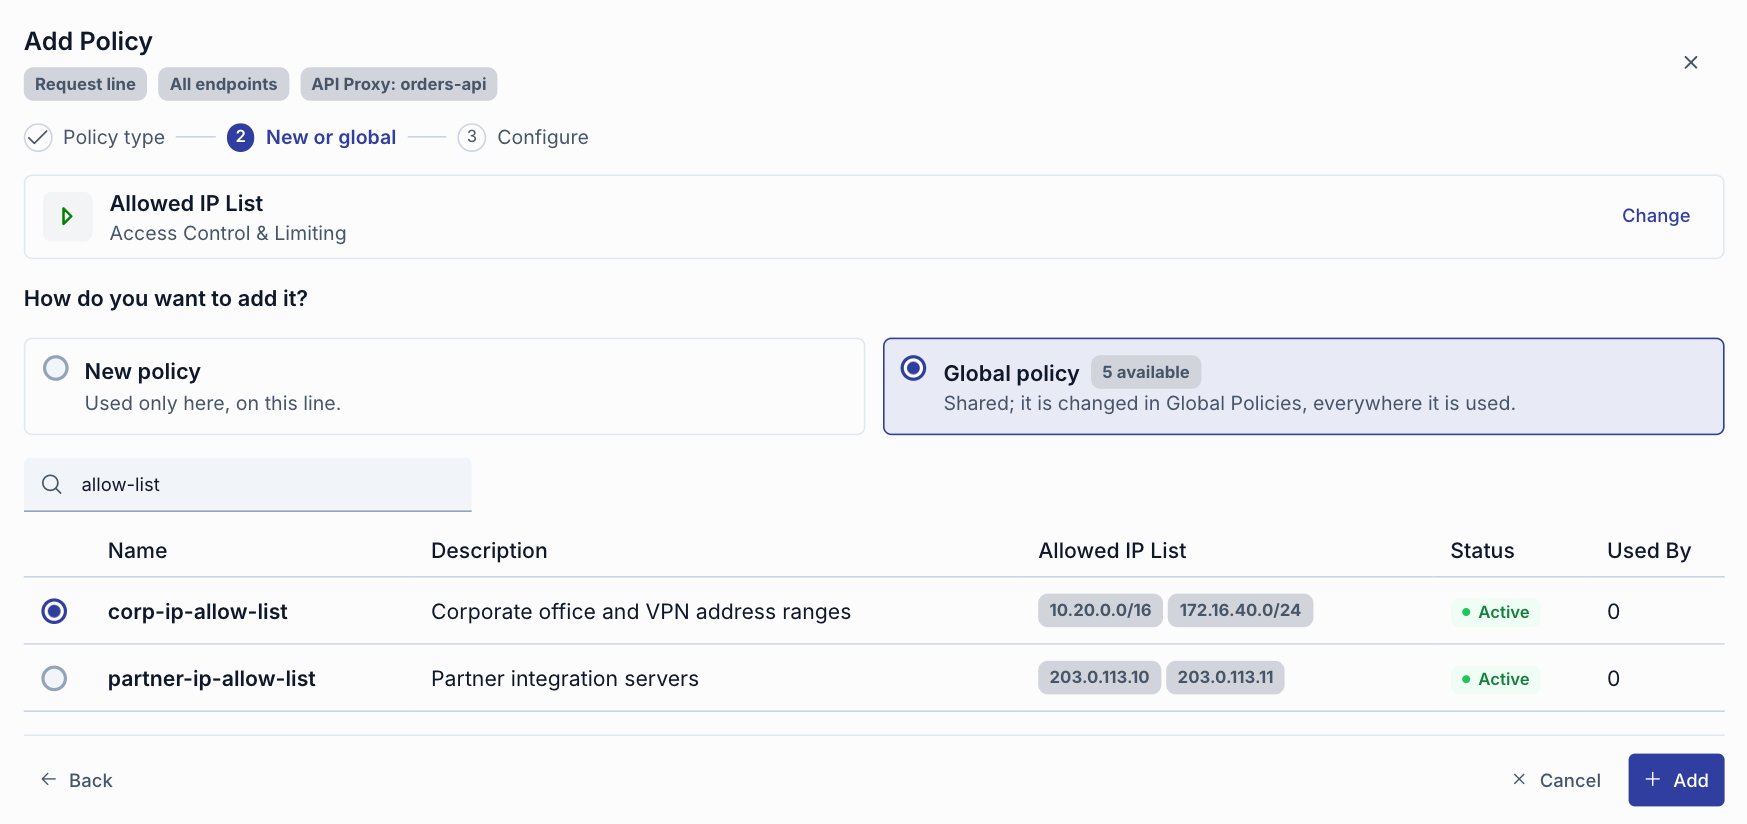 Add Policy
Request line All endpoints API Proxy: orders-api
Policy type 2 New or global 3 Configure
Allowed IP List
Access Control & Limiting
Change
How do you want to add it?
New policy
Used only here, on this line.
Global policy 5 available
Shared; it is changed in Global Policies, everywhere it is used.
allow-list
Name Description Allowed IP List Status Used By
corp-ip-allow-list Corporate office and VPN address ranges 10.20.0.0/16 172.16.40.0/24 Active 0
partner-ip-allow-list Partner integration servers 203.0.113.10 203.0.113.11 Active 0
Back Cancel Add